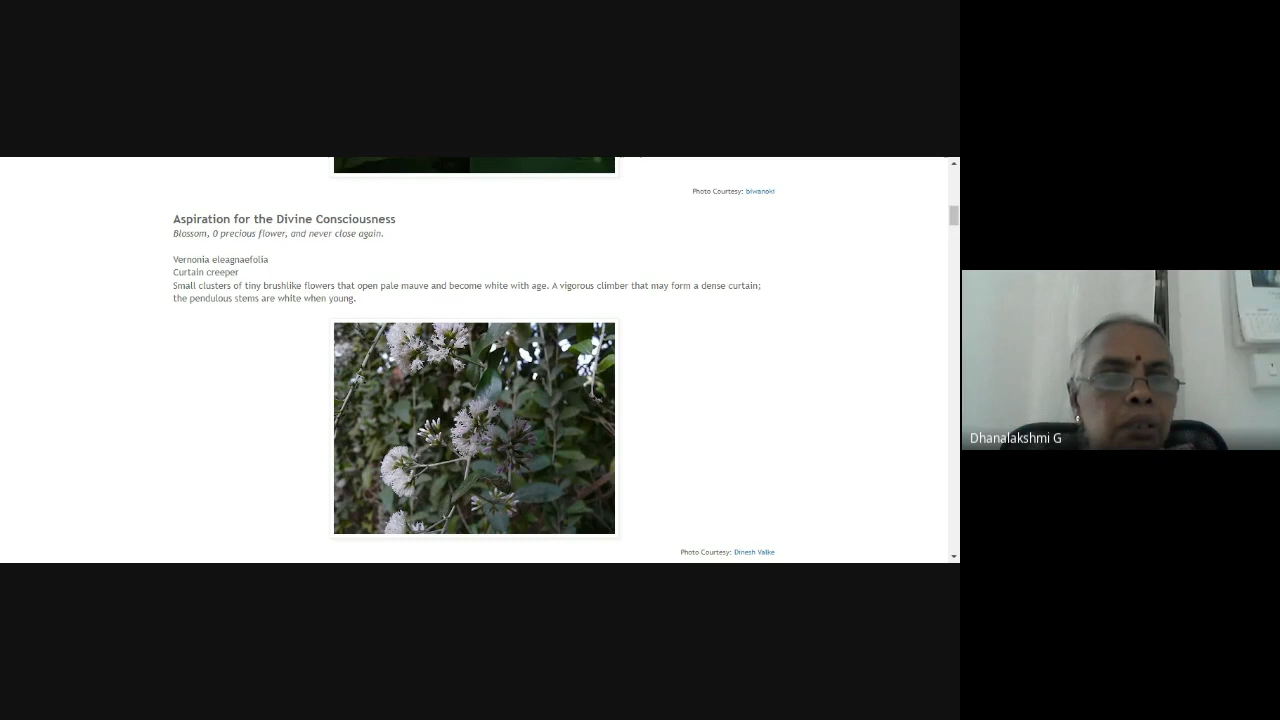 Photo Courtesy: biwanoki
Aspiration for the Divine Consciousness
Blossom, 0 precious flower, and never close again.
Vernonia eleagnaefolia
Curtain creeper
Small clusters of tiny brushlike flowers that open pale mauve and become white with age. A vigorous climber that may form a dense curtain;
the pendulous stems are white when young.
Photo Courtesy: Dinesh Valke
Dhanalakshmi G